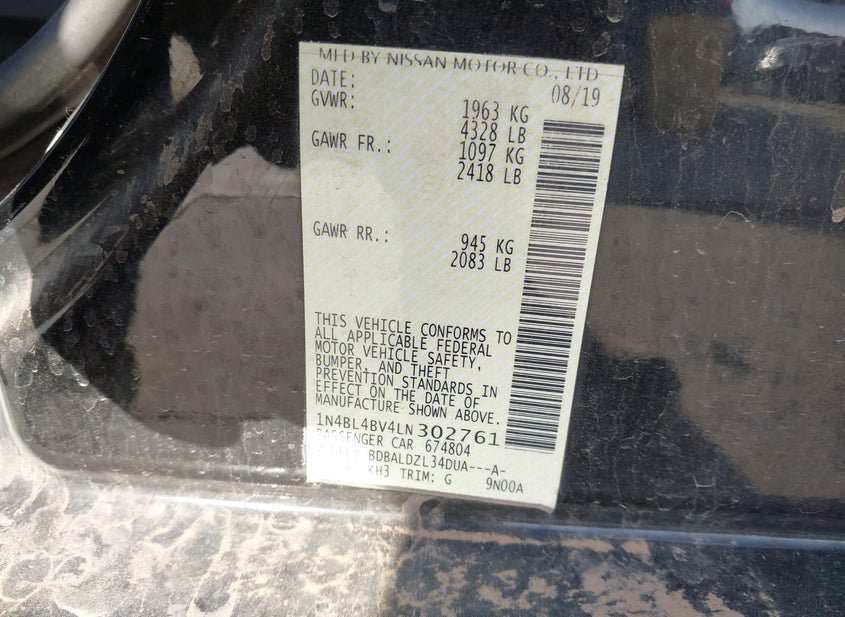 MFD BY NISSAN MOTOR CO., LTD
DATE: 08/19
GVWR: 1963 KG
4328 LB
GAWR FR.: 1097 KG
2418 LB
GAWR RR.: 945 KG
2083 LB
THIS VEHICLE CONFORMS TO
ALL APPLICABLE FEDERAL
MOTOR VEHICLE SAFETY,
BUMPER, AND THEFT
PREVENTION STANDARDS IN
EFFECT ON THE DATE OF
MANUFACTURE SHOWN ABOVE.
1N4BL4BV4LN302761
PASSENGER CAR 674804
BDBALDZL34DUA---A-
KH3 TRIM: G 9N00A